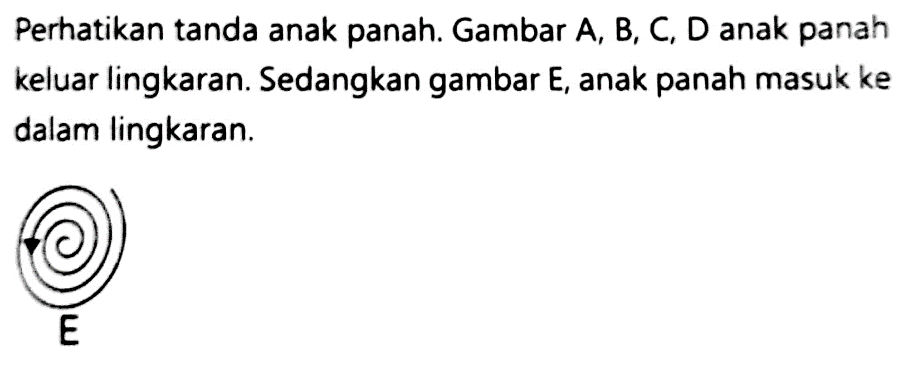 Perhatikan tanda anak panah. Gambar A, B, C, D anak panah
keluar lingkaran. Sedangkan gambar E, anak panah masuk ke
dalam lingkaran.
E